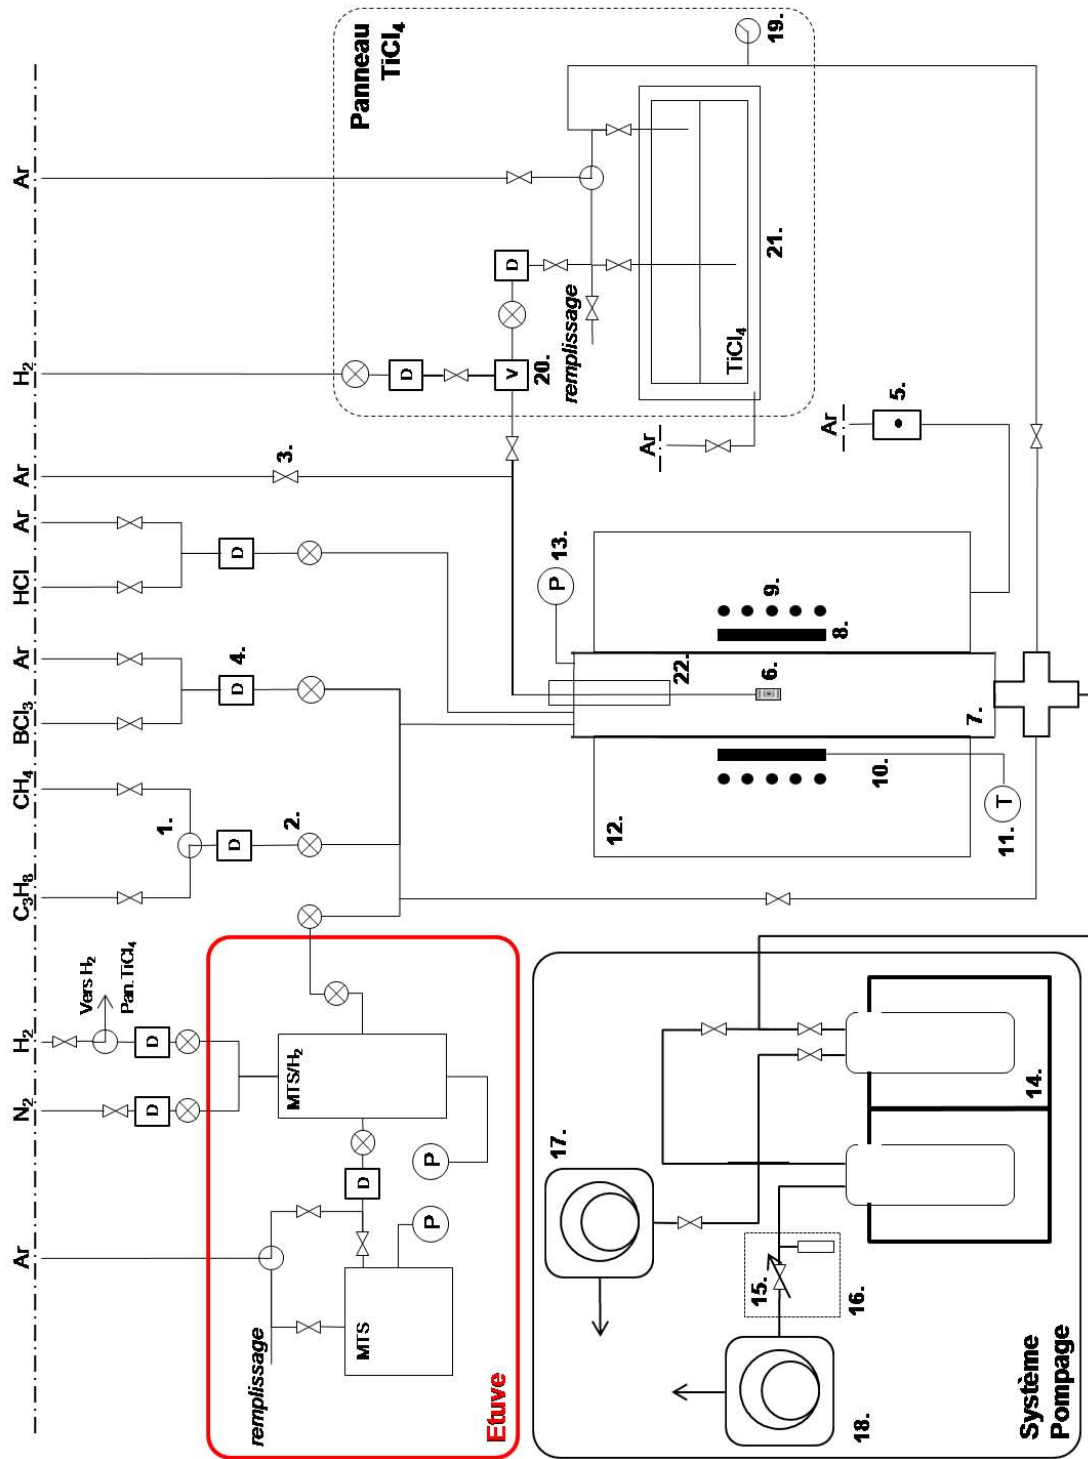 Ar
N₂
H₂
C₃H₈
CH₄
BCl₃
Ar
HCl
Ar
Ar
H₂
Ar
Vers H₂
Pan.TiCl₄
D
D
1.
D
2.
D
4.
D
3.
Panneau
TiCl₄
19.
D
V
20.
D
remplissage
TiCl₄
21.
Ar
Ar
5.
remplissage
MTS
P
D
P
MTS/H₂
Etuve
P
13.
22.
6.
7.
8.
9.
10.
T
11.
12.
17.
14.
15.
16.
18.
Système
Pompage